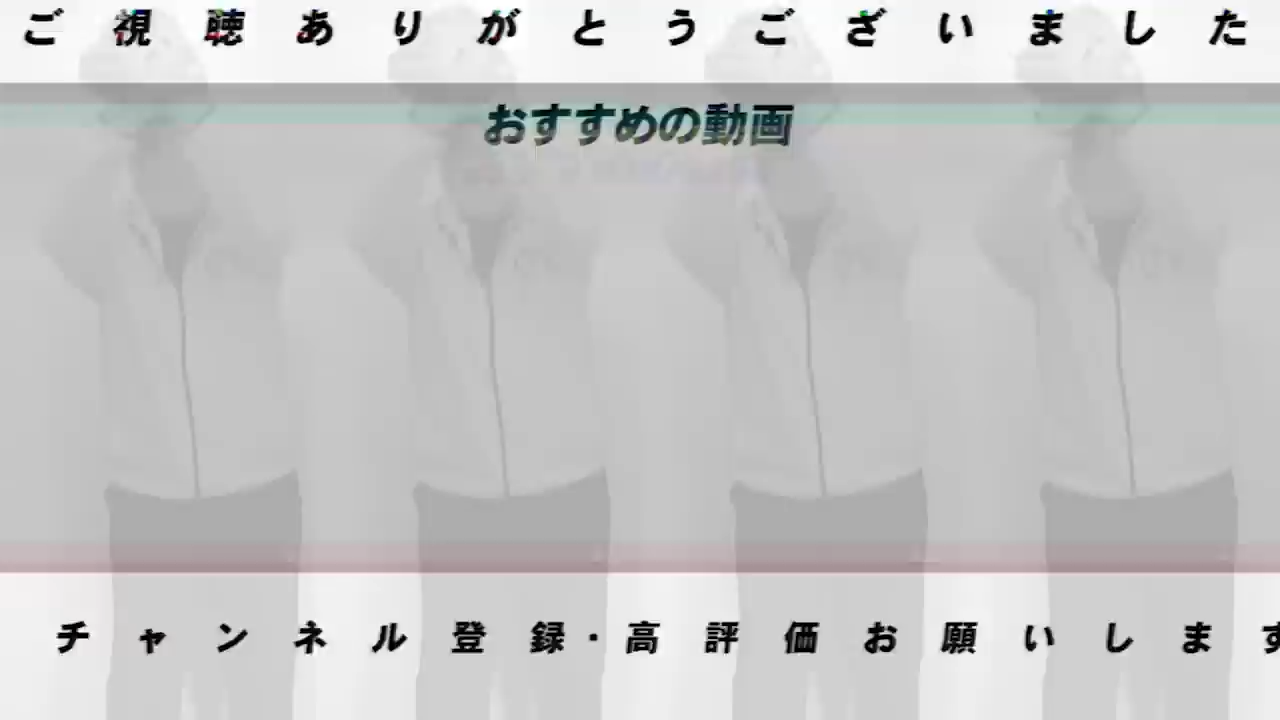 ご視聴ありがとうございました
おすすめの動画
チャンネル登録・高評価お願いします